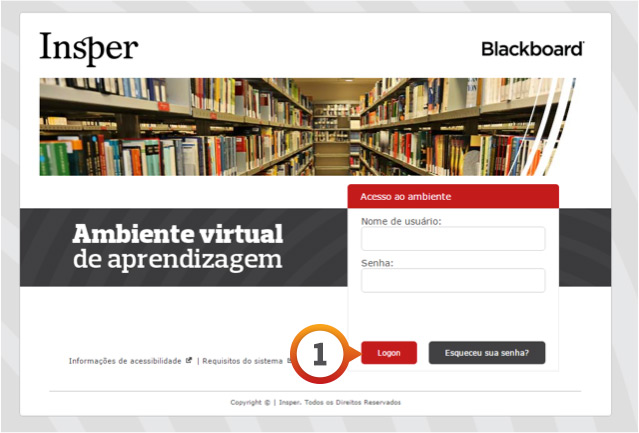 Insper
Blackboard
Acesso ao ambiente
Nome de usuário:
Ambiente virtual
de aprendizagem
Senha:
1
Logon
Esqueceu sua senha?
Informações de acessibilidade | Requisitos do sistema
Copyright © | Insper. Todos os Direitos Reservados